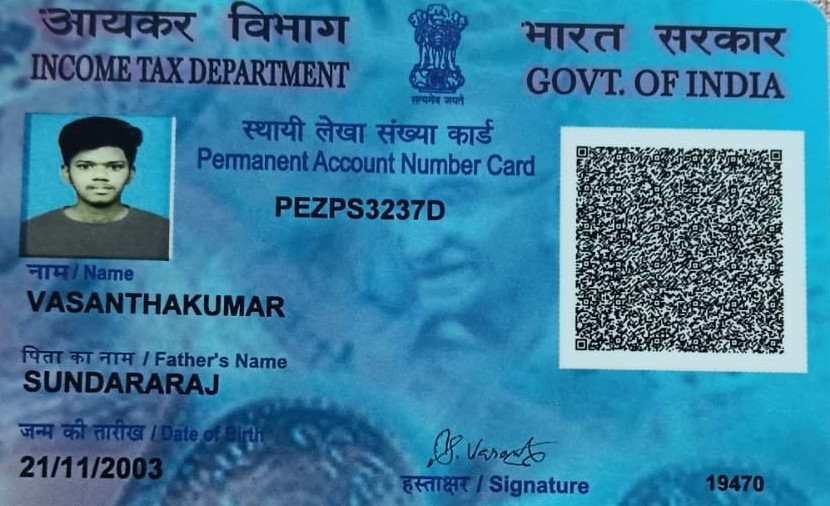 आयकर विभाग
INCOME TAX DEPARTMENT
सत्यमेव जयते
भारत सरकार
GOVT. OF INDIA
स्थायी लेखा संख्या कार्ड
Permanent Account Number Card
PEZPS3237D
नाम / Name
VASANTHAKUMAR
पिता का नाम / Father's Name
SUNDARARAJ
जन्म की तारीख / Date of Birth
21/11/2003
हस्ताक्षर / Signature
19470